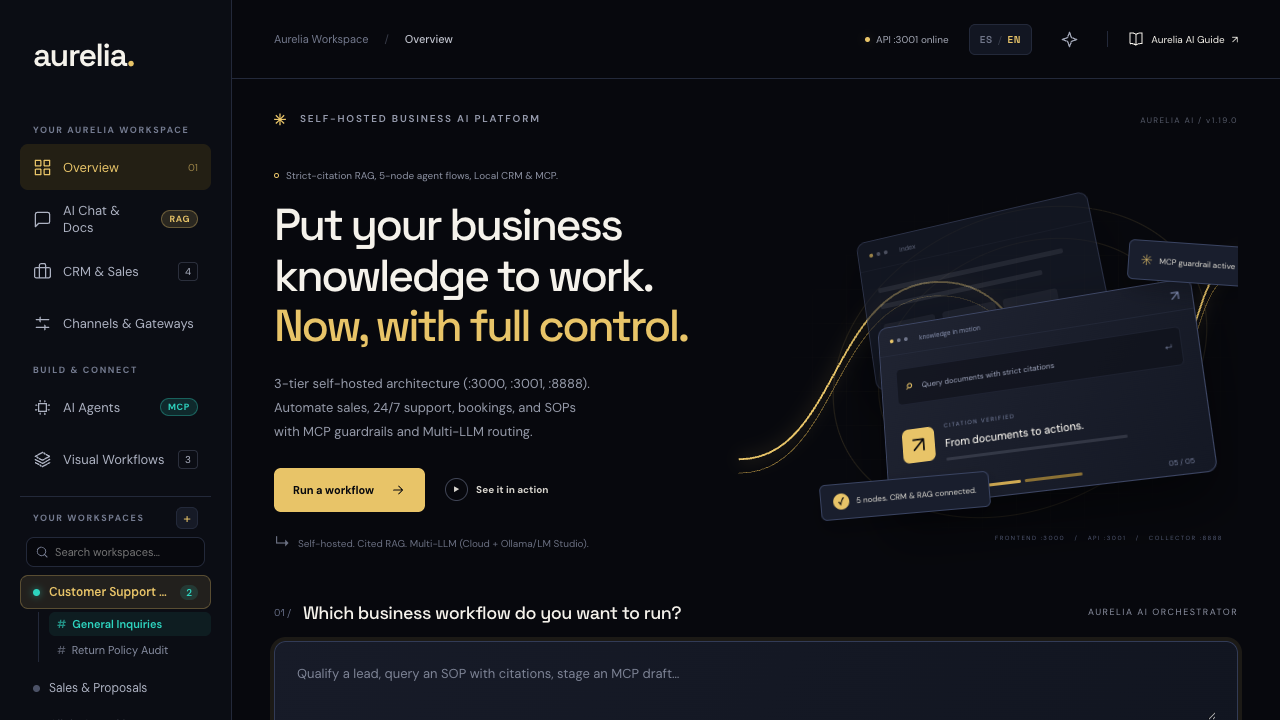 aurelia.
YOUR AURELIA WORKSPACE
Overview 01
AI Chat & Docs RAG
CRM & Sales 4
Channels & Gateways
BUILD & CONNECT
AI Agents MCP
Visual Workflows 3
YOUR WORKSPACES +
Search workspaces...
Customer Support ... 2
# General Inquiries
# Return Policy Audit
Sales & Proposals
Aurelia Workspace / Overview
API :3001 online
ES / EN
Aurelia AI Guide
SELF-HOSTED BUSINESS AI PLATFORM
AURELIA AI / v1.19.0
Strict-citation RAG, 5-node agent flows, Local CRM & MCP.
Put your business
knowledge to work.
Now, with full control.
3-tier self-hosted architecture (:3000, :3001, :8888).
Automate sales, 24/7 support, bookings, and SOPs
with MCP guardrails and Multi-LLM routing.
Run a workflow
See it in action
Self-hosted. Cited RAG. Multi-LLM (Cloud + Ollama/LM Studio).
index
MCP guardrail active
knowledge in motion
Query documents with strict citations
CITATION VERIFIED
From documents to actions.
05 / 05
5 nodes. CRM & RAG connected.
FRONTEND :3000 / API :3001 / COLLECTOR :8888
01 / Which business workflow do you want to run?
AURELIA AI ORCHESTRATOR
Qualify a lead, query an SOP with citations, stage an MCP draft...